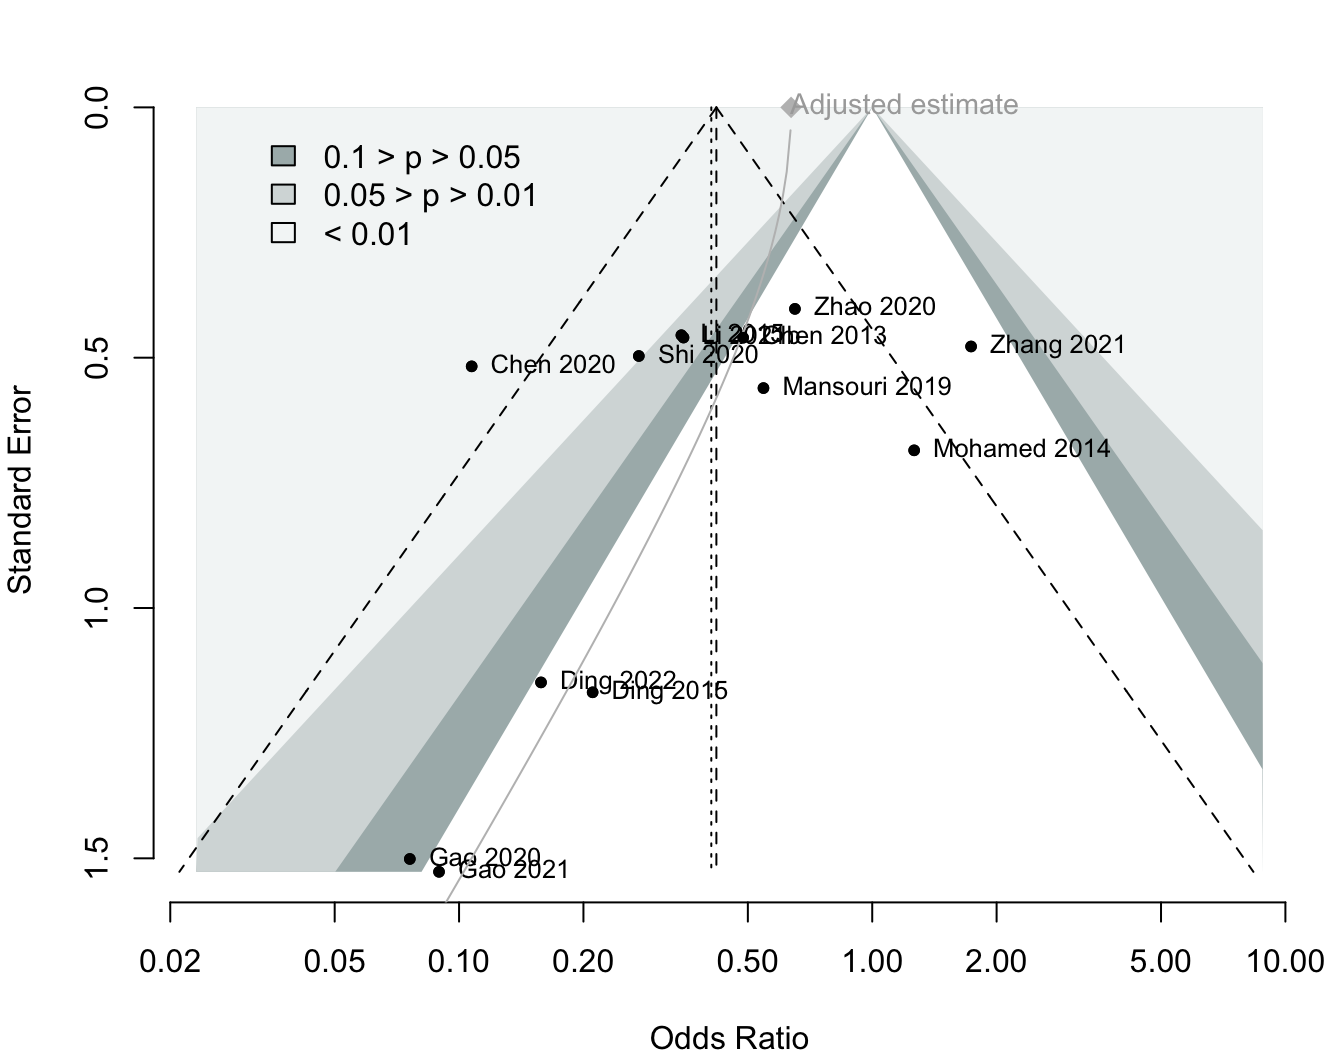 Adjusted estimate
0.1 > p > 0.05
0.05 > p > 0.01
< 0.01
Zhao 2020
Li 2015b
Chen 2013
Zhang 2021
Shi 2020
Chen 2020
Mansouri 2019
Mohamed 2014
Ding 2022
Ding 2015
Gao 2020
Gao 2021
Standard Error
0.0
0.5
1.0
1.5
0.02 0.05 0.10 0.20 0.50 1.00 2.00 5.00 10.00
Odds Ratio